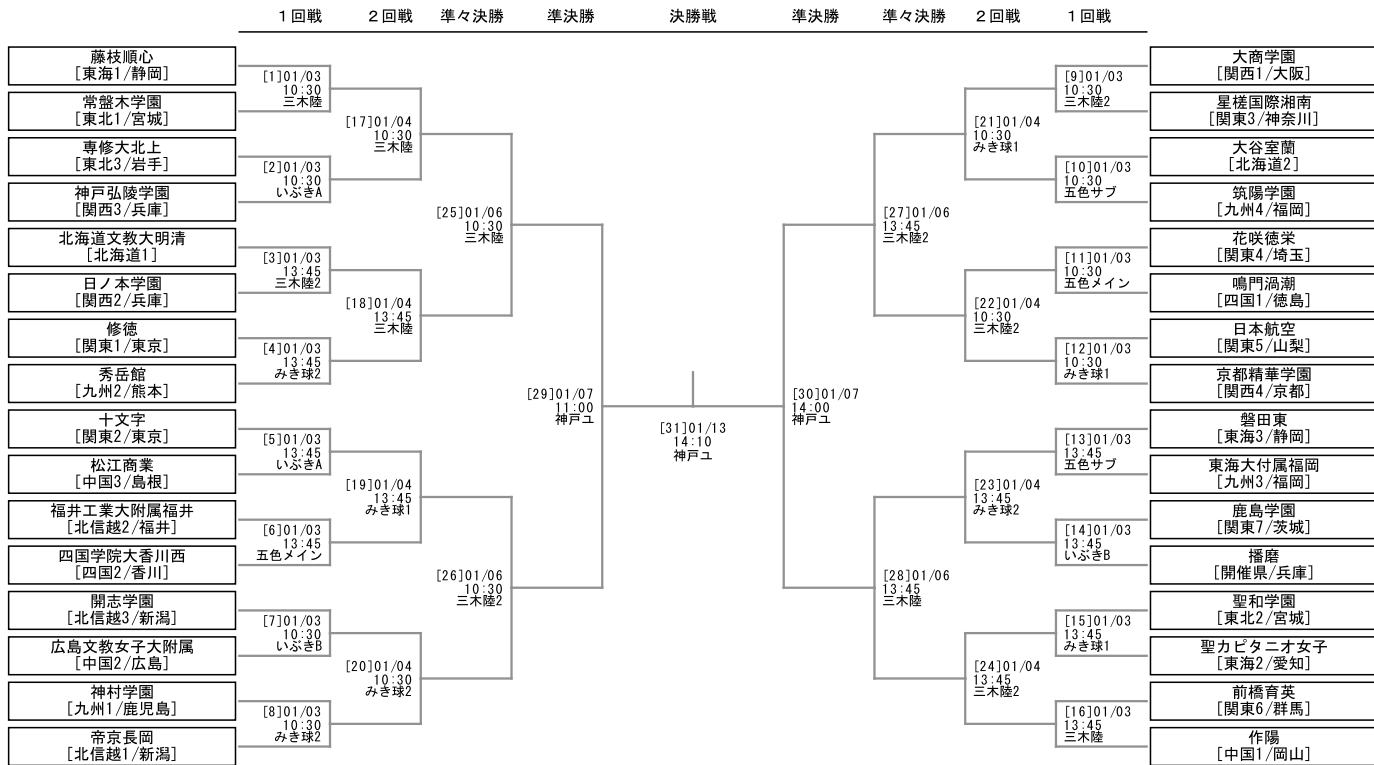 1回戦 2回戦 準々決勝 準決勝 決勝戦 準決勝 準々決勝 2回戦 1回戦
藤枝順心
[東海1/静岡]
常盤木学園
[東北1/宮城]
専修大北上
[東北3/岩手]
神戸弘陵学園
[関西3/兵庫]
北海道文教大明清
[北海道1]
日ノ本学園
[関西2/兵庫]
修徳
[関東1/東京]
秀岳館
[九州2/熊本]
十文字
[関東2/東京]
松江商業
[中国3/島根]
福井工業大附属福井
[北信越2/福井]
四国学院大香川西
[四国2/香川]
開志学園
[北信越3/新潟]
広島文教女子大附属
[中国2/広島]
神村学園
[九州1/鹿児島]
帝京長岡
[北信越1/新潟]
[1]01/03
10:30
三木陸
[2]01/03
10:30
いぶきA
[3]01/03
13:45
三木陸2
[4]01/03
13:45
みき球2
[5]01/03
13:45
いぶきA
[6]01/03
13:45
五色メイン
[7]01/03
10:30
いぶきB
[8]01/03
10:30
みき球2
[17]01/04
10:30
三木陸
[18]01/04
13:45
三木陸
[19]01/04
13:45
みき球1
[20]01/04
10:30
みき球2
[25]01/06
10:30
三木陸
[26]01/06
10:30
三木陸2
[29]01/07
11:00
神戸ユ
[31]01/13
14:10
神戸ユ
[30]01/07
14:00
神戸ユ
[27]01/06
13:45
三木陸2
[28]01/06
13:45
三木陸
[21]01/04
10:30
みき球1
[22]01/04
10:30
三木陸2
[23]01/04
13:45
みき球2
[24]01/04
13:45
三木陸2
[9]01/03
10:30
三木陸2
[10]01/03
10:30
五色サブ
[11]01/03
10:30
五色メイン
[12]01/03
10:30
みき球1
[13]01/03
13:45
五色サブ
[14]01/03
13:45
いぶきB
[15]01/03
13:45
みき球1
[16]01/03
13:45
三木陸
大商学園
[関西1/大阪]
星槎国際湘南
[関東3/神奈川]
大谷室蘭
[北海道2]
筑陽学園
[九州4/福岡]
花咲徳栄
[関東4/埼玉]
鳴門渦潮
[四国1/徳島]
日本航空
[関東5/山梨]
京都精華学園
[関西4/京都]
磐田東
[東海3/静岡]
東海大付属福岡
[九州3/福岡]
鹿島学園
[関東7/茨城]
播磨
[開催県/兵庫]
聖和学園
[東北2/宮城]
聖カピタニオ女子
[東海2/愛知]
前橋育英
[関東6/群馬]
作陽
[中国1/岡山]